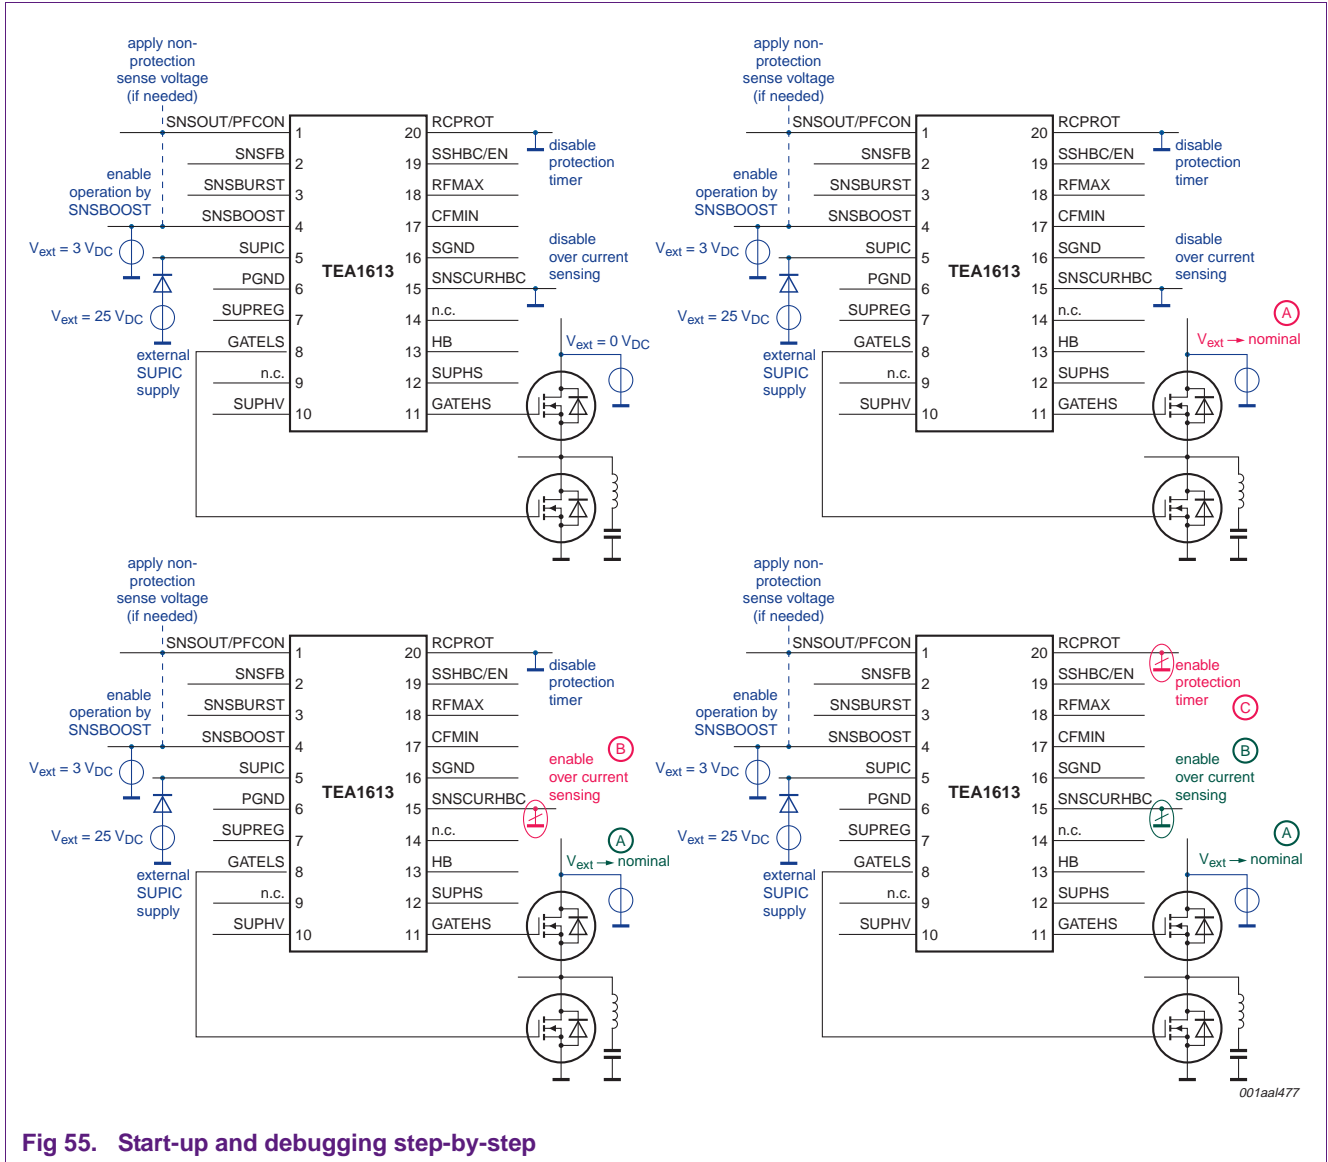 apply non-
protection
sense voltage
(if needed)
SNSOUT/PFCON
1
SNSFB
2
SNSBURST
3
enable
operation by
SNSBOOST
SNSBOOST
4
Vext = 3 VDC
SUPIC
5
PGND
6
Vext = 25 VDC
SUPREG
7
GATELS
8
external
SUPIC
supply
n.c.
9
SUPHV
10
TEA1613
20
RCPROT
disable
protection
timer
19
SSHBC/EN
18
RFMAX
17
CFMIN
16
SGND
disable
over current
sensing
15
SNSCURHBC
14
n.c.
13
HB
Vext = 0 VDC
12
SUPHS
11
GATEHS
apply non-
protection
sense voltage
(if needed)
SNSOUT/PFCON
1
SNSFB
2
SNSBURST
3
enable
operation by
SNSBOOST
SNSBOOST
4
Vext = 3 VDC
SUPIC
5
PGND
6
Vext = 25 VDC
SUPREG
7
GATELS
8
external
SUPIC
supply
n.c.
9
SUPHV
10
TEA1613
20
RCPROT
disable
protection
timer
19
SSHBC/EN
18
RFMAX
17
CFMIN
16
SGND
disable
over current
sensing
15
SNSCURHBC
14
n.c.
A
Vext → nominal
13
HB
12
SUPHS
11
GATEHS
apply non-
protection
sense voltage
(if needed)
SNSOUT/PFCON
1
SNSFB
2
SNSBURST
3
enable
operation by
SNSBOOST
SNSBOOST
4
Vext = 3 VDC
SUPIC
5
PGND
6
Vext = 25 VDC
SUPREG
7
GATELS
8
external
SUPIC
supply
n.c.
9
SUPHV
10
TEA1613
20
RCPROT
disable
protection
timer
19
SSHBC/EN
18
RFMAX
17
CFMIN
B
enable
over current
sensing
16
SGND
15
SNSCURHBC
14
n.c.
A
Vext → nominal
13
HB
12
SUPHS
11
GATEHS
apply non-
protection
sense voltage
(if needed)
SNSOUT/PFCON
1
SNSFB
2
SNSBURST
3
enable
operation by
SNSBOOST
SNSBOOST
4
Vext = 3 VDC
SUPIC
5
PGND
6
Vext = 25 VDC
SUPREG
7
GATELS
8
external
SUPIC
supply
n.c.
9
SUPHV
10
TEA1613
20
RCPROT
enable
protection
timer
C
19
SSHBC/EN
18
RFMAX
17
CFMIN
B
enable
over current
sensing
16
SGND
15
SNSCURHBC
14
n.c.
A
Vext → nominal
13
HB
12
SUPHS
11
GATEHS
001aal477
Fig 55. Start-up and debugging step-by-step